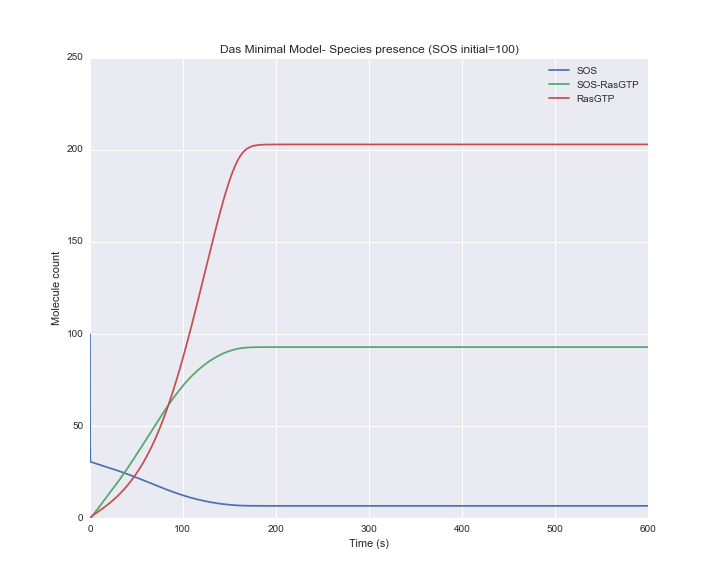 Das Minimal Model- Species presence (SOS initial=100)
250
200
150
100
50
0
Molecule count
SOS
SOS-RasGTP
RasGTP
0 100 200 300 400 500 600
Time (s)